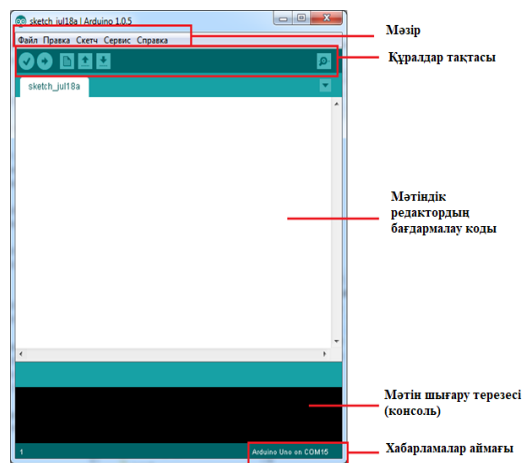 sketch_jul18a | Arduino 1.0.5
Файл Правка Скетч Сервис Справка
sketch_jul18a
1
Arduino Uno on COM15
Мәзір
Құралдар тақтасы
Мәтіндік
редактордың
бағдармалау коды
Мәтін шығару терезесі
(консоль)
Хабарламалар аймағы